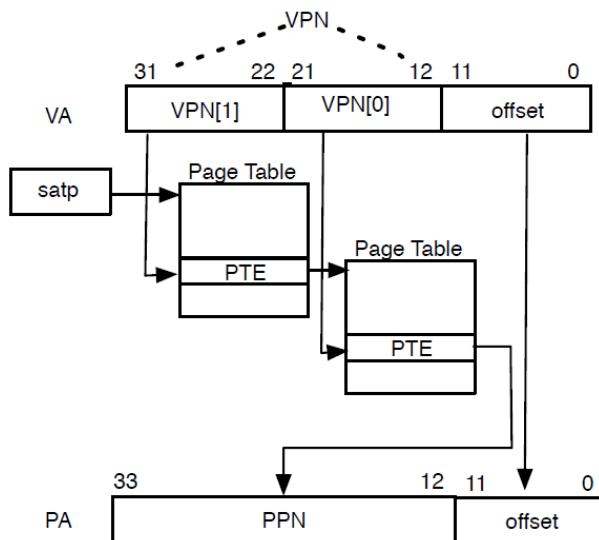 VPN
31 22 21 12 11 0
VA VPN[1] VPN[0] offset
Page Table
satp
Page Table
PTE
PTE
33 12 11 0
PA PPN offset